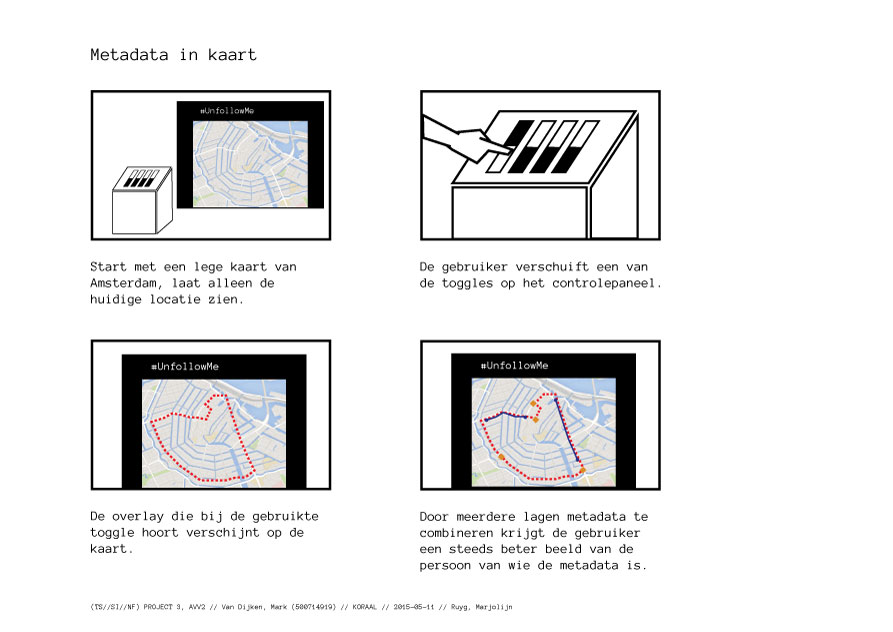 Metadata in kaart
#UnfollowMe
Start met een lege kaart van
Amsterdam, laat alleen de
huidige locatie zien.
De gebruiker verschuift een van
de toggles op het controlepaneel.
#UnfollowMe
#UnfollowMe
De overlay die bij de gebruikte
toggle hoort verschijnt op de
kaart.
Door meerdere lagen metadata te
combineren krijgt de gebruiker
een steeds beter beeld van de
persoon van wie de metadata is.
(TS//SI//NF) PROJECT 3, AVV2 // Van Dijken, Mark (500714919) // KORAAL // 2015-05-11 // Ruyg, Marjolijn